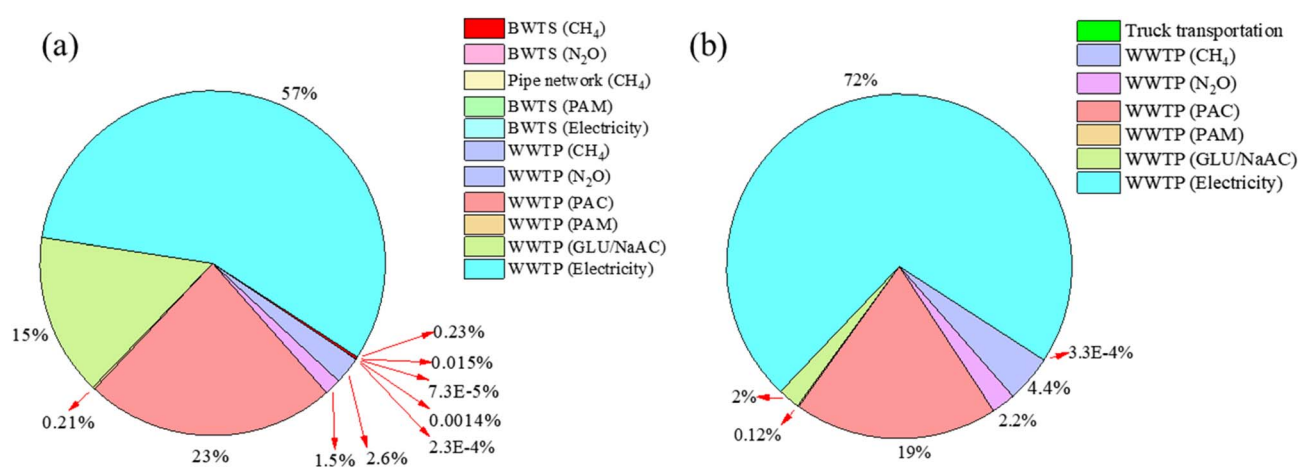 (a)
57%
15%
0.21%
23%
1.5%
2.6%
0.23%
0.015%
7.3E-5%
0.0014%
2.3E-4%
BWTS (CH₄)
BWTS (N₂O)
Pipe network (CH₄)
BWTS (PAM)
BWTS (Electricity)
WWTP (CH₄)
WWTP (N₂O)
WWTP (PAC)
WWTP (PAM)
WWTP (GLU/NaAC)
WWTP (Electricity)
(b)
72%
2%
0.12%
19%
2.2%
4.4%
3.3E-4%
Truck transportation
WWTP (CH₄)
WWTP (N₂O)
WWTP (PAC)
WWTP (PAM)
WWTP (GLU/NaAC)
WWTP (Electricity)